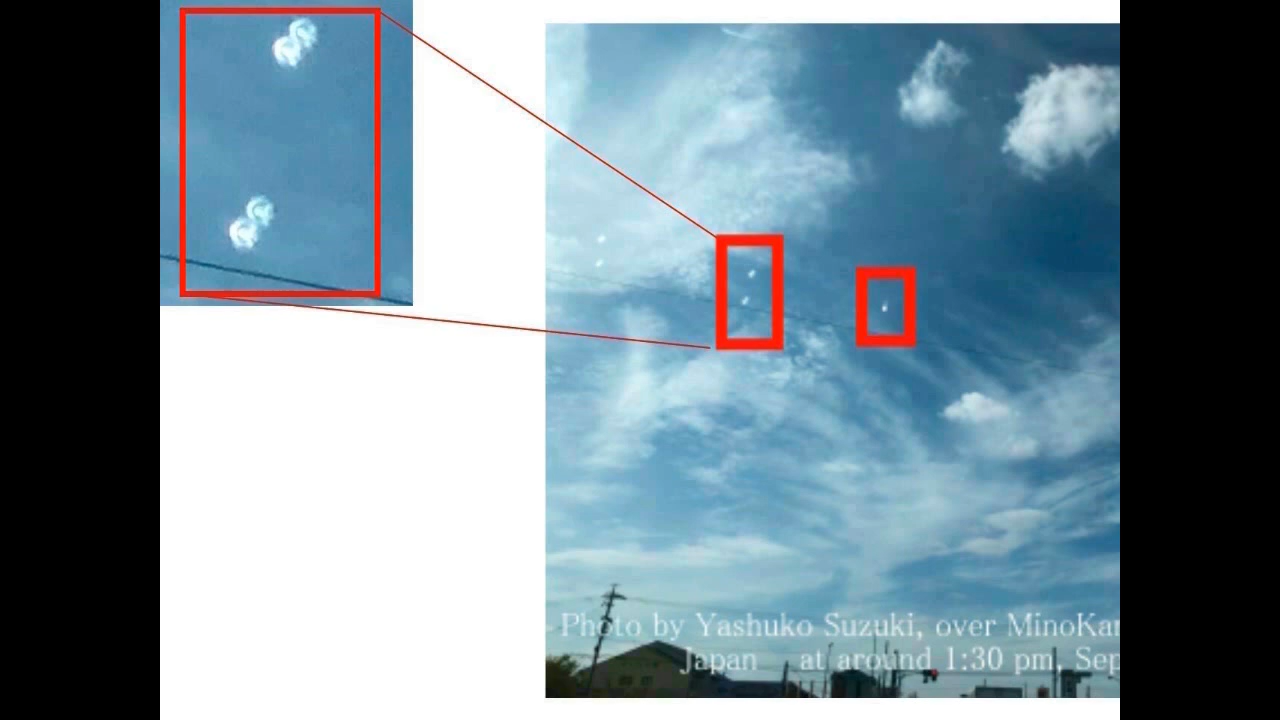 Photo by Yashuko Suzuki, over MinoKa
Japan at around 1:30 pm, Sep